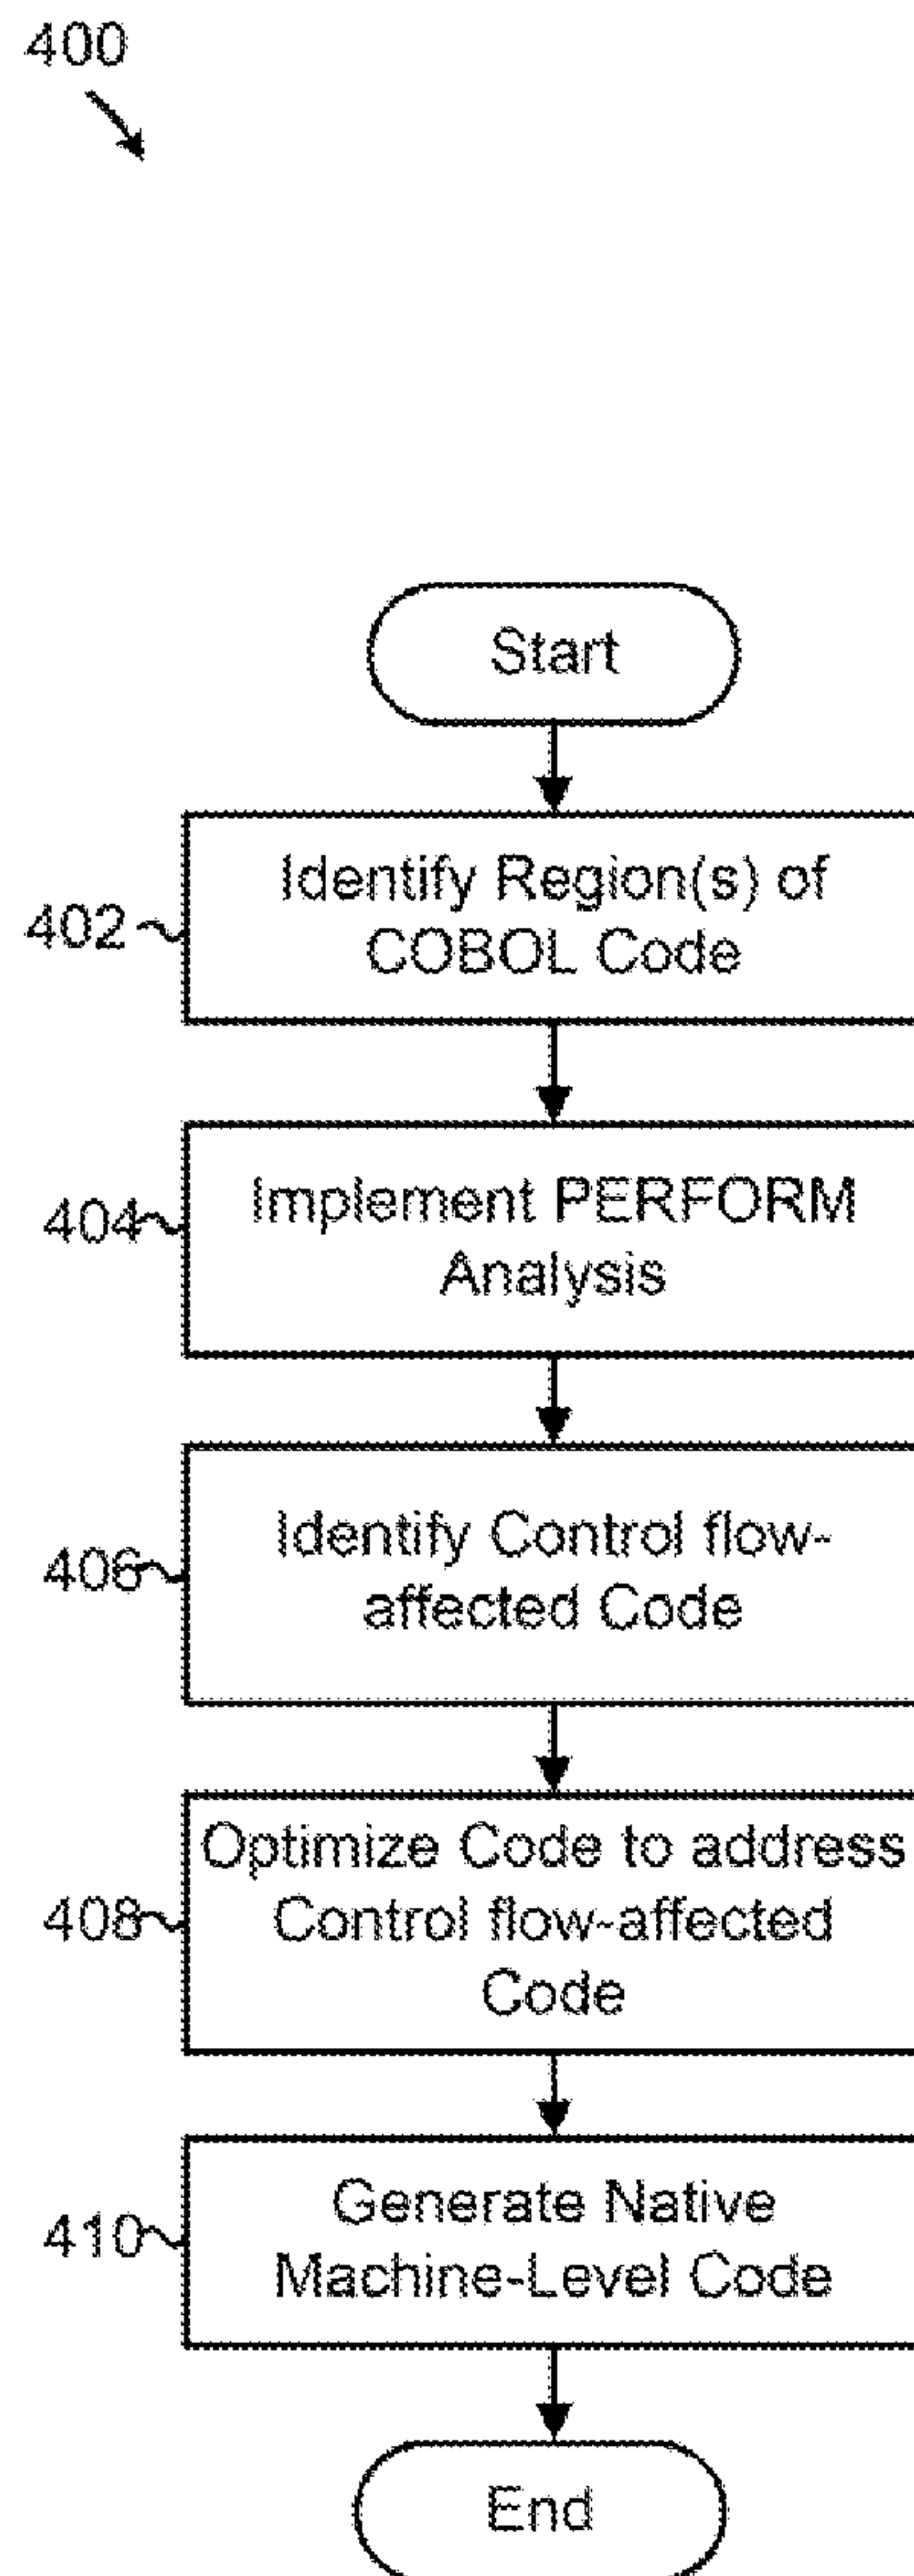 400
Start
402
Identify Region(s) of
COBOL Code
404
Implement PERFORM
Analysis
406
Identify Control flow-
affected Code
408
Optimize Code to address
Control flow-affected
Code
410
Generate Native
Machine-Level Code
End